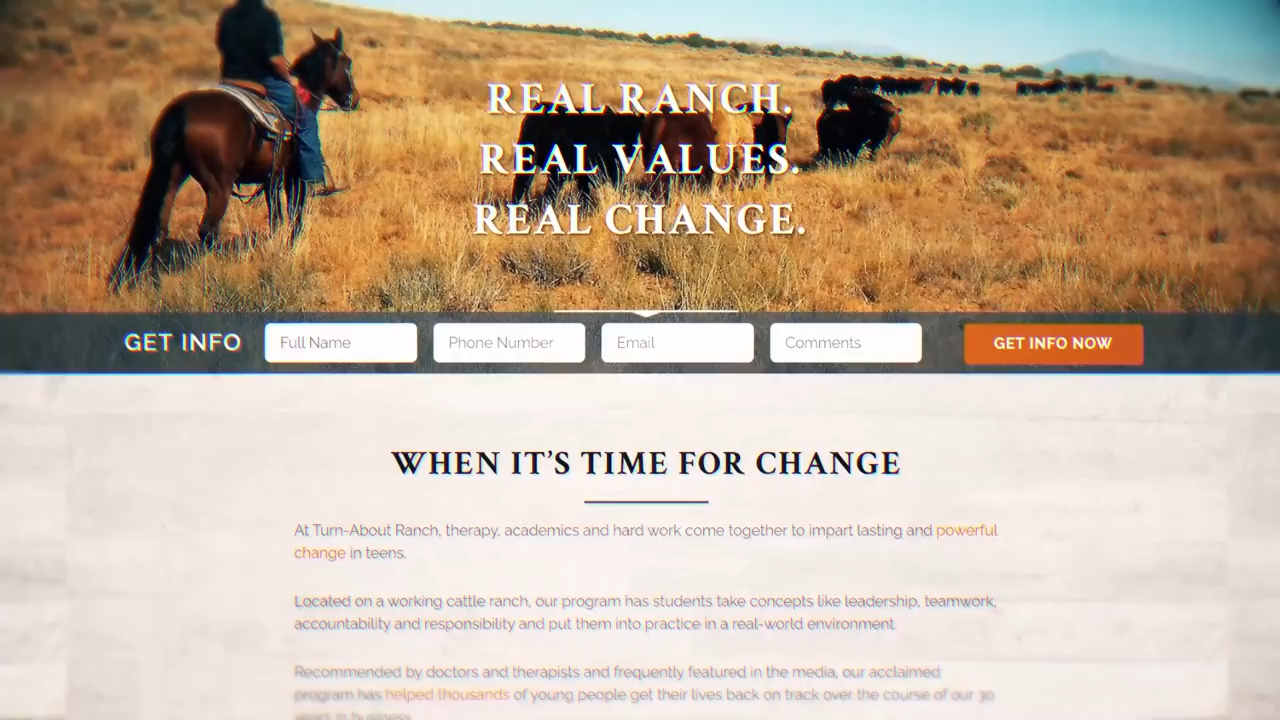 REAL RANCH.
REAL VALUES.
REAL CHANGE.
GET INFO Full Name Phone Number Email Comments GET INFO NOW
WHEN IT'S TIME FOR CHANGE
At Turn-About Ranch, therapy, academics and hard work come together to impart lasting and powerful
change in teens.
Located on a working cattle ranch, our program has students take concepts like leadership, teamwork,
accountability and responsibility and put them into practice in a real-world environment.
Recommended by doctors and therapists and frequently featured in the media, our acclaimed
program has helped thousands of young people get their lives back on track over the course of our 30
years in business.